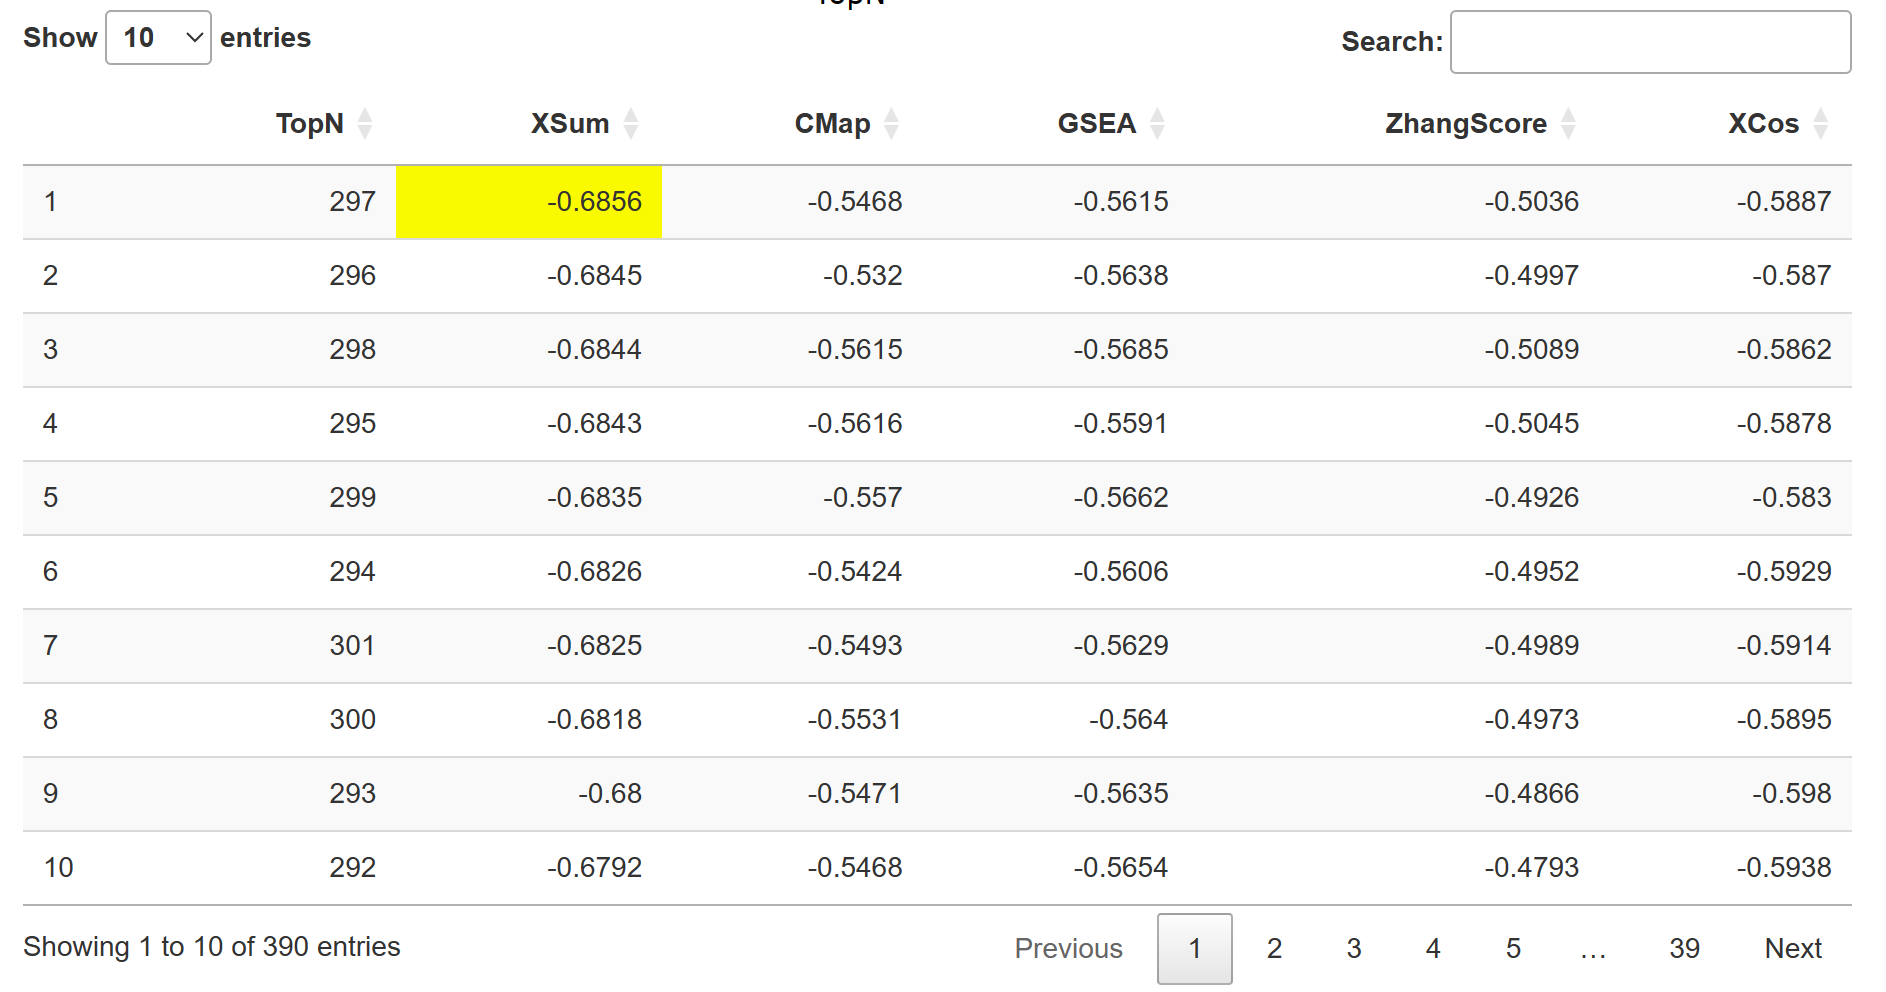 TopN
Show 10 entries
Search:
TopN XSum CMap GSEA ZhangScore XCos
1 297 -0.6856 -0.5468 -0.5615 -0.5036 -0.5887
2 296 -0.6845 -0.532 -0.5638 -0.4997 -0.587
3 298 -0.6844 -0.5615 -0.5685 -0.5089 -0.5862
4 295 -0.6843 -0.5616 -0.5591 -0.5045 -0.5878
5 299 -0.6835 -0.557 -0.5662 -0.4926 -0.583
6 294 -0.6826 -0.5424 -0.5606 -0.4952 -0.5929
7 301 -0.6825 -0.5493 -0.5629 -0.4989 -0.5914
8 300 -0.6818 -0.5531 -0.564 -0.4973 -0.5895
9 293 -0.68 -0.5471 -0.5635 -0.4866 -0.598
10 292 -0.6792 -0.5468 -0.5654 -0.4793 -0.5938
Showing 1 to 10 of 390 entries
Previous 1 2 3 4 5 … 39 Next